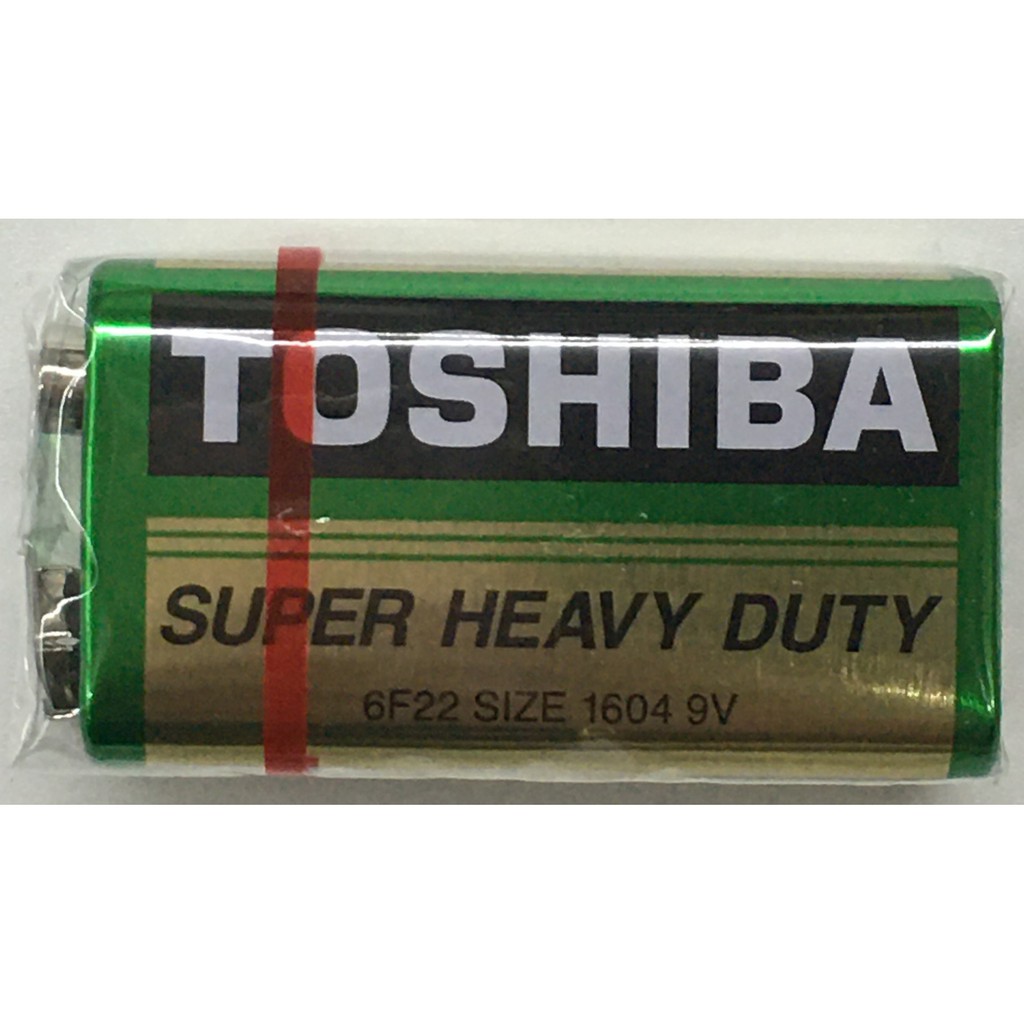 TOSHIBA
SUPER HEAVY DUTY
6F22 SIZE 1604 9V